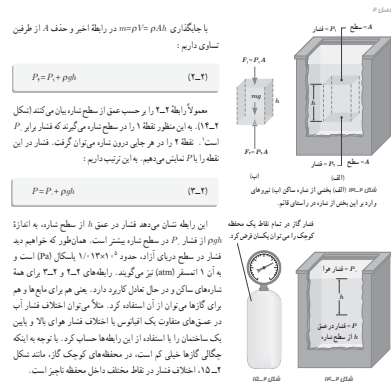 با جایگذاری m=ρV=ρAh در رابطهٔ اخیر و حذف A از طرفین
تساوی داریم :
P₂ = P₁ + ρgh (۲_۲)
معمولاً رابطهٔ ۲_۲ را بر حسب عمق از سطح شاره بیان می‌کنند (شکل
۲_۱۴). به این منظور نقطهٔ ۱ را در سطح شاره می‌گیرند که فشار برابر P₀
است. نقطهٔ ۲ را در هر جایی درون شاره می‌توان گرفت. فشار در این
نقطه را با P نمایش می‌دهیم. به این ترتیب داریم :
P = P₀ + ρgh (۲_۳)
این رابطه نشان می‌دهد فشار در عمق h از سطح شاره، به اندازهٔ
ρgh از فشار P₀ در سطح شاره بیشتر است. همان‌طور که خواهیم دید
فشار در سطح دریای آزاد، حدود ۱/۰۱۳×۱۰⁵ پاسکال (Pa) است و
به آن ۱ اتمسفر (atm) نیز می‌گویند. رابطه‌های ۲_۲ و ۲_۳ برای همهٔ
شاره‌های ساکن و در حال تعادل کاربرد دارد. یعنی هم برای مایع‌ها و هم
برای گازها می‌توان از آن استفاده کرد. مثلاً می‌توان اختلاف فشار آب
در عمق‌های متفاوت یک اقیانوس یا اختلاف فشار هوای بالا و پایین
یک ساختمان را با استفاده از این رابطه‌ها حساب کرد. با توجه به اینکه
چگالی گازها خیلی کم است، در محفظه‌های کوچک گاز، مانند شکل
۲_۱۵، اختلاف فشار در نقاط مختلف داخل محفظه ناچیز است.
A = سطح
P₁ = فشار
F₁ = P₁A
mg
h
h
F₂ = P₂A
A = سطح
P₂ = فشار
(الف)
(ب)
(الف) بخشی از شاره ساکن (ب) نیروهای
وارد بر این بخش از شاره در راستای قائم.
فشار گاز در تمام نقاط یک محفظه
کوچک را می‌توان یکسان فرض کرد.
P₀ = فشار هوا
h
P = فشار در عمق
h از سطح شاره
شکل ۲_۱۵
شکل ۲_۱۴